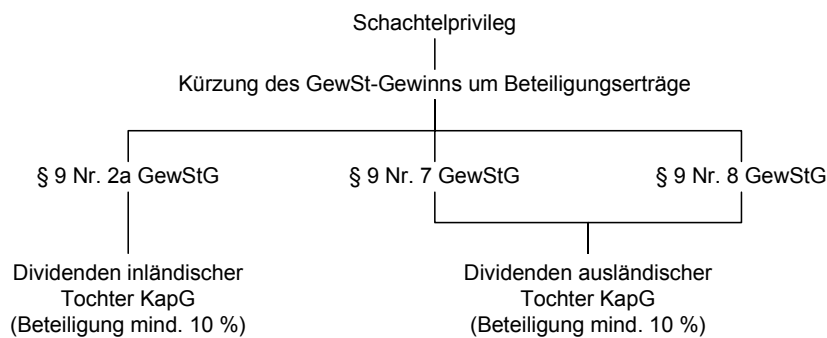 Schachtelprivileg
Kürzung des GewSt-Gewinns um Beteiligungserträge
§ 9 Nr. 2a GewStG
§ 9 Nr. 7 GewStG
§ 9 Nr. 8 GewStG
Dividenden inländischer
Tochter KapG
(Beteiligung mind. 10 %)
Dividenden ausländischer
Tochter KapG
(Beteiligung mind. 10 %)